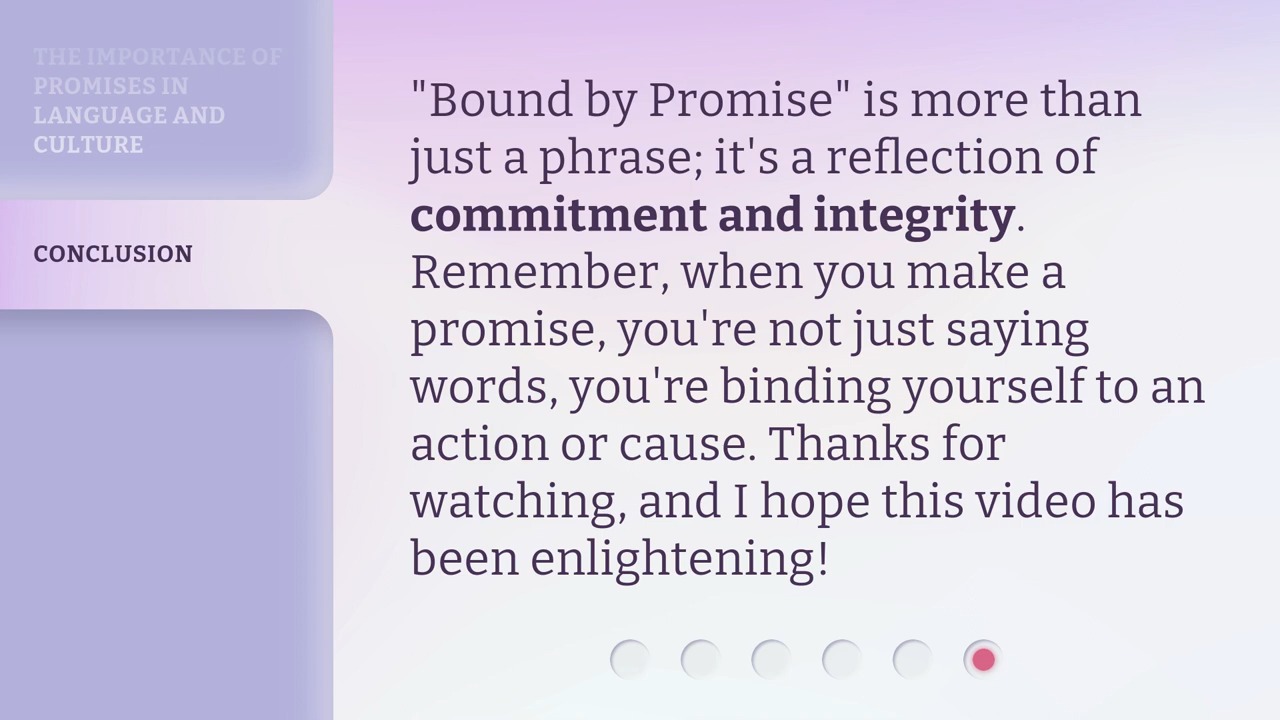 THE IMPORTANCE OF
PROMISES IN
LANGUAGE AND
CULTURE
CONCLUSION
"Bound by Promise" is more than
just a phrase; it's a reflection of
commitment and integrity.
Remember, when you make a
promise, you're not just saying
words, you're binding yourself to an
action or cause. Thanks for
watching, and I hope this video has
been enlightening!